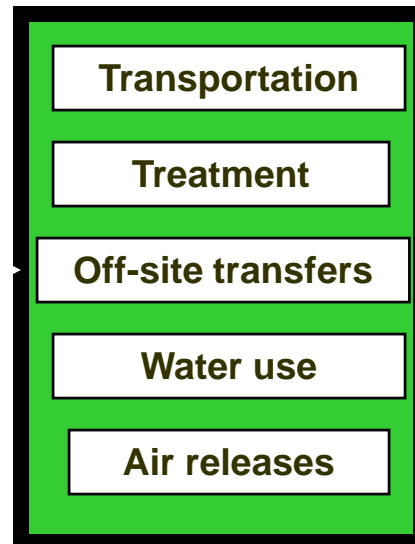 Transportation
Treatment
Off-site transfers
Water use
Air releases